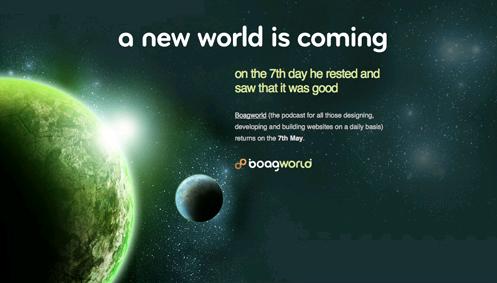 a new world is coming
on the 7th day he rested and
saw that it was good
Boagworld (the podcast for all those designing,
developing and building websites on a daily basis)
returns on the 7th May.
boagworld